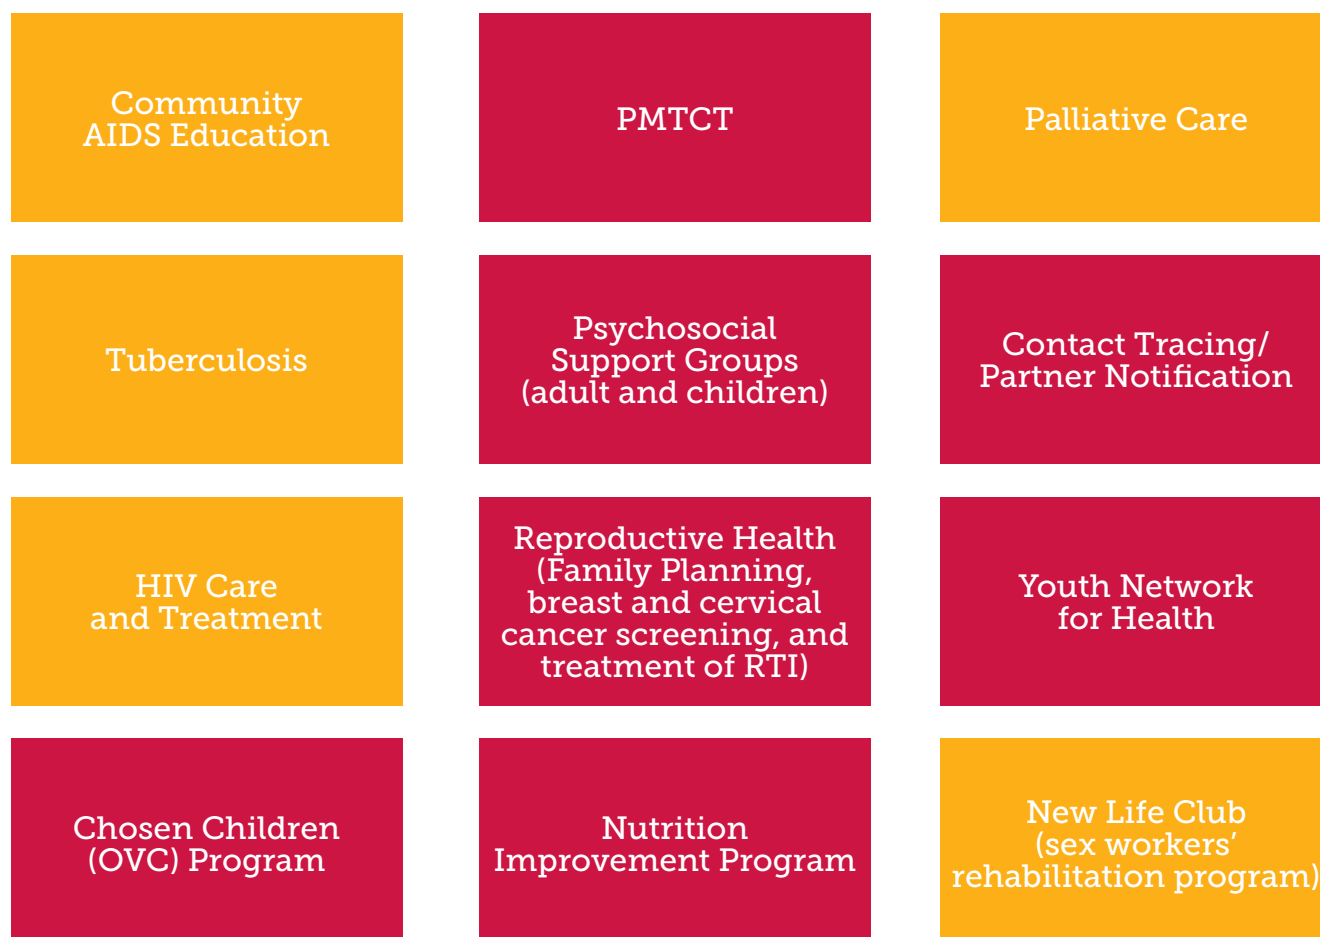 Community
AIDS Education
PMTCT
Palliative Care
Tuberculosis
Psychosocial
Support Groups
(adult and children)
Contact Tracing/
Partner Notification
HIV Care
and Treatment
Reproductive Health
(Family Planning,
breast and cervical
cancer screening, and
treatment of RTI)
Youth Network
for Health
Chosen Children
(OVC) Program
Nutrition
Improvement Program
New Life Club
(sex workers’
rehabilitation program)